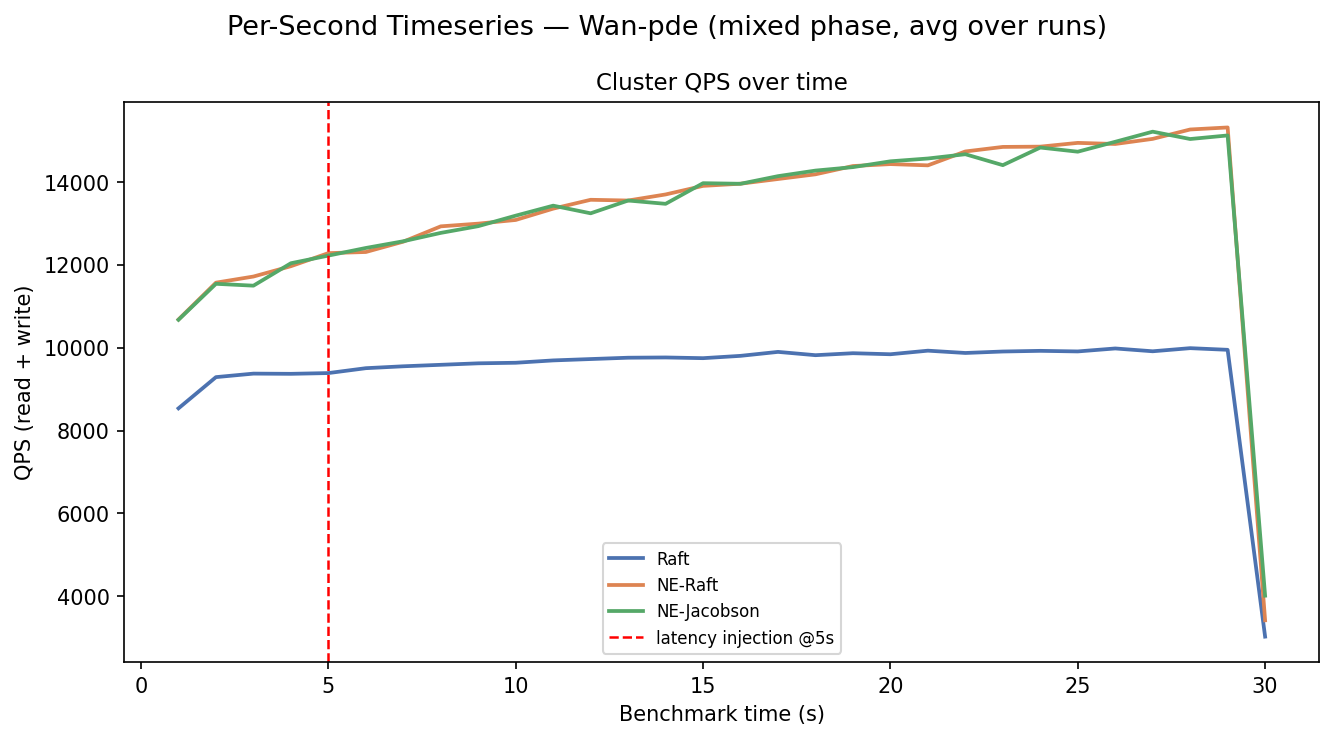 Per-Second Timeseries — Wan-pde (mixed phase, avg over runs)
Cluster QPS over time
QPS (read + write)
14000
12000
10000
8000
6000
4000
Raft
NE-Raft
NE-Jacobson
latency injection @5s
0
5
10
15
20
25
30
Benchmark time (s)